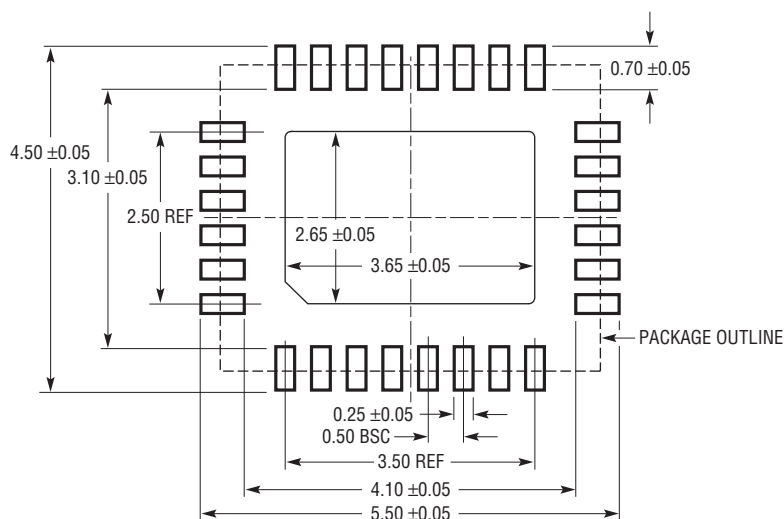 0.70 ±0.05
4.50 ±0.05
3.10 ±0.05
2.50 REF
2.65 ±0.05
3.65 ±0.05
PACKAGE OUTLINE
0.25 ±0.05
0.50 BSC
3.50 REF
4.10 ±0.05
5.50 ±0.05